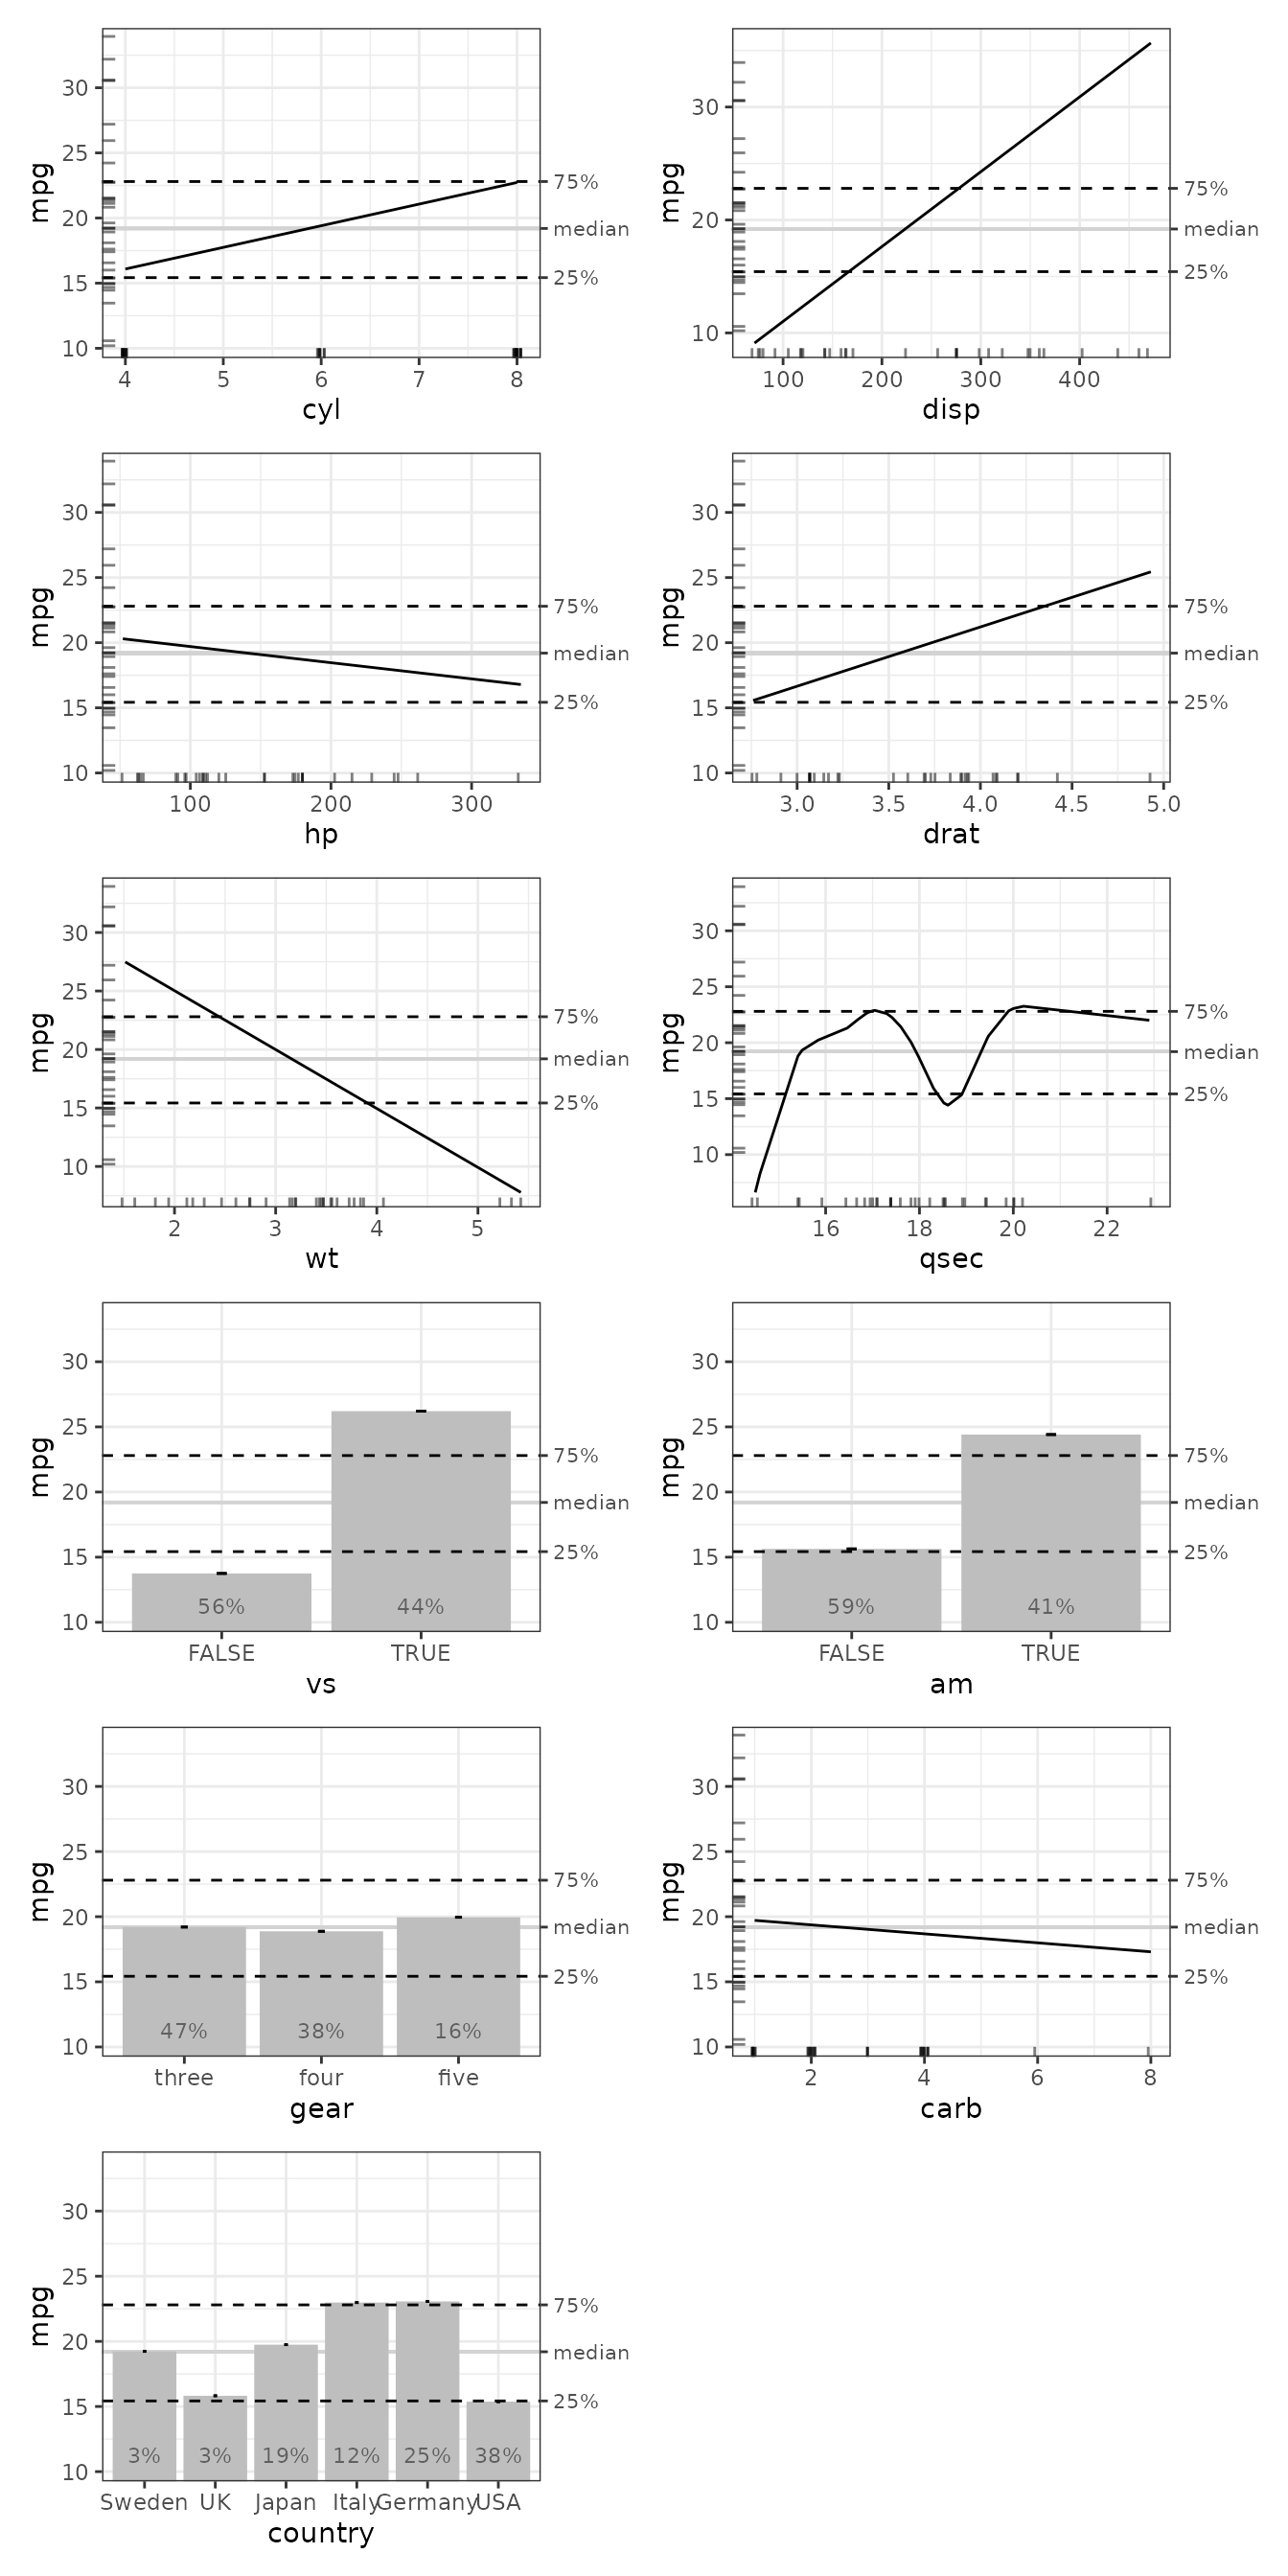 mpg
30
25
20
15
10
75%
median
25%
4 5 6 7 8
cyl
mpg
30
20
10
75%
median
25%
100 200 300 400
disp
mpg
30
25
20
15
10
75%
median
25%
100 200 300
hp
mpg
30
25
20
15
10
75%
median
25%
3.0 3.5 4.0 4.5 5.0
drat
mpg
30
25
20
15
10
75%
median
25%
2 3 4 5
wt
mpg
30
25
20
15
10
75%
median
25%
16 18 20 22
qsec
mpg
30
25
20
15
10
75%
median
25%
56% 44%
FALSE TRUE
vs
mpg
30
25
20
15
10
75%
median
25%
59% 41%
FALSE TRUE
am
mpg
30
25
20
15
10
75%
median
25%
47% 38% 16%
three four five
gear
mpg
30
25
20
15
10
75%
median
25%
2 4 6 8
carb
mpg
30
25
20
15
10
75%
median
25%
3% 3% 19% 12% 25% 38%
Sweden UK Japan Italy Germany USA
country